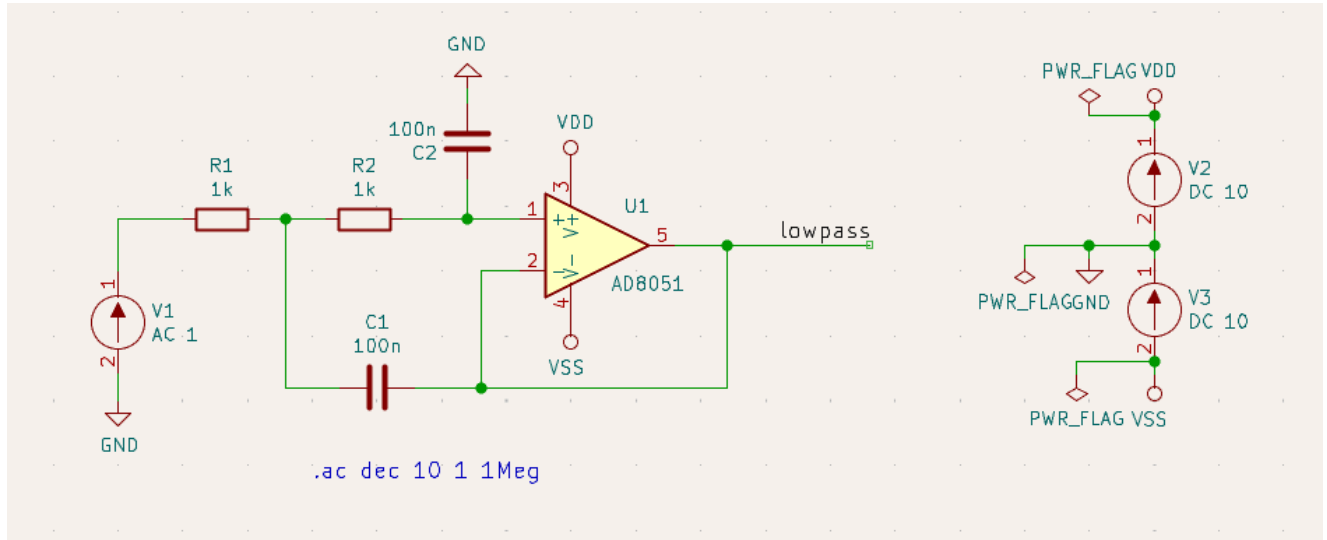 GND
PWR_FLAG VDD
100n
C2
VDD
R1
1k
R2
1k
3
1
V2
DC 10
2
1
+
V+
U1
5
lowpass
2
-
V-
AD8051
4
1
V1
AC 1
2
C1
100n
VSS
PWR_FLAG GND
1
V3
DC 10
2
GND
PWR_FLAG VSS
.ac dec 10 1 1Meg